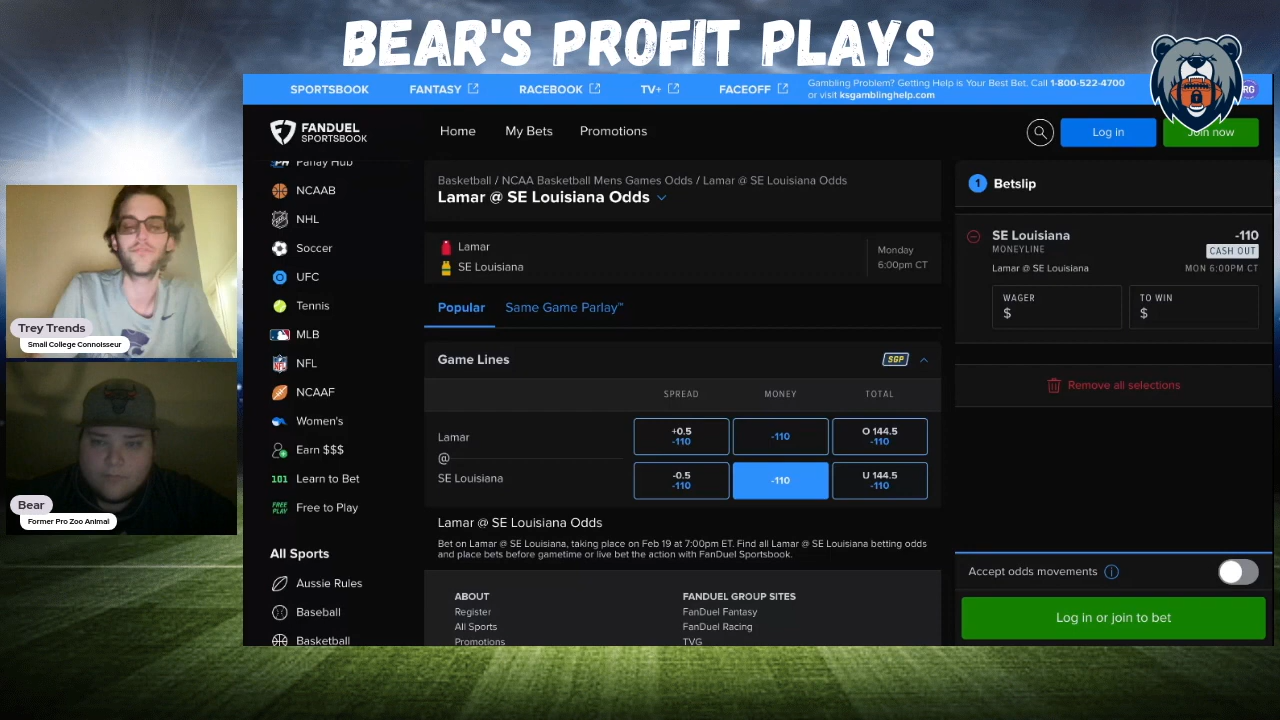 BEAR'S PROFIT PLAYS
SPORTSBOOK
FANTASY
RACEBOOK
TV+
FACEOFF
Gambling Problem? Getting Help is Your Best Bet. Call 1-800-522-4700
or visit ksgamblinghelp.com
RG
FANDUEL
SPORTSBOOK
Home
My Bets
Promotions
Log in
Join now
Parlay Hub
NCAAB
NHL
Soccer
UFC
Tennis
MLB
NFL
NCAAF
Women's
Earn $$$
101 Learn to Bet
FREE PLAY Free to Play
All Sports
Aussie Rules
Baseball
Basketball
Basketball / NCAA Basketball Mens Games Odds / Lamar @ SE Louisiana Odds
Lamar @ SE Louisiana Odds
Lamar
SE Louisiana
Monday
6:00pm CT
Popular
Same Game Parlay™
Game Lines
SGP
SPREAD
MONEY
TOTAL
Lamar
+0.5
-110
-110
O 144.5
-110
@
SE Louisiana
-0.5
-110
-110
U 144.5
-110
Lamar @ SE Louisiana Odds
Bet on Lamar @ SE Louisiana, taking place on Feb 19 at 7:00pm ET. Find all Lamar @ SE Louisiana betting odds
and place bets before gametime or live bet the action with FanDuel Sportsbook.
ABOUT
Register
All Sports
Promotions
FANDUEL GROUP SITES
FanDuel Fantasy
FanDuel Racing
TVG
1 Betslip
SE Louisiana
-110
MONEYLINE
CASH OUT
Lamar @ SE Louisiana
MON 6:00PM CT
WAGER
$
TO WIN
$
Remove all selections
Accept odds movements
Log in or join to bet
Trey Trends
Small College Connoisseur
Bear
Former Pro Zoo Animal